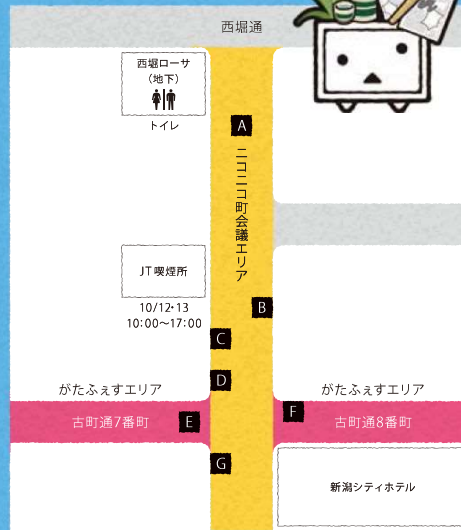 西堀通
西堀ローサ
(地下)
トイレ
A
ニコニコ町会議エリア
JT喫煙所
10/12・13
10:00〜17:00
B
C
D
がたふぇすエリア
がたふぇすエリア
古町通7番町
E
F
古町通8番町
G
新潟シティホテル